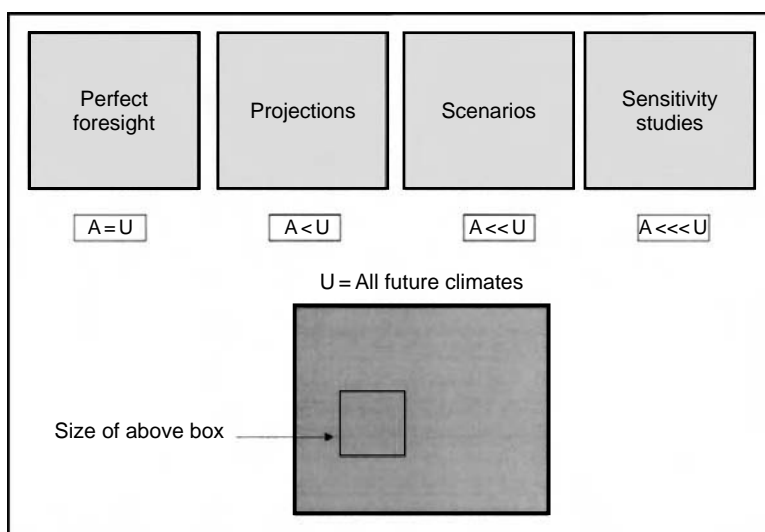 Perfect
foresight
Projections
Scenarios
Sensitivity
studies
A = U
A < U
A << U
A <<< U
U = All future climates
Size of above box